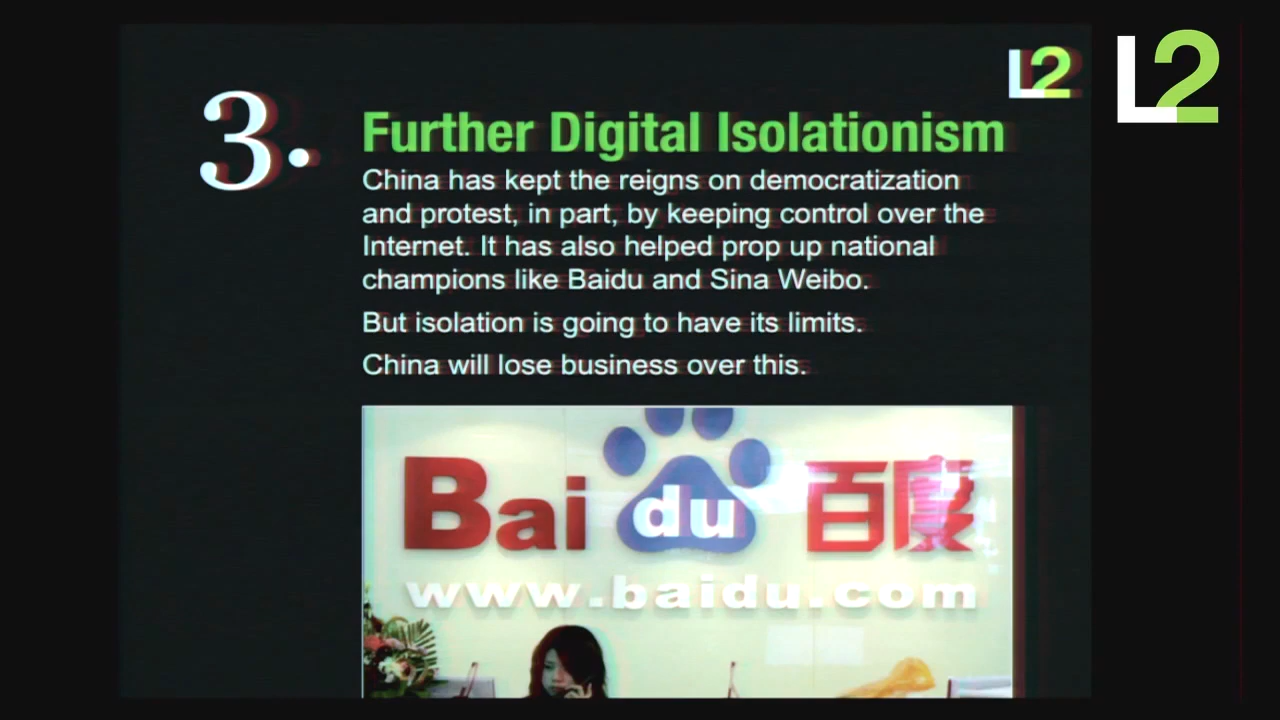 L2
L2
3.
Further Digital Isolationism
China has kept the reigns on democratization
and protest, in part, by keeping control over the
Internet. It has also helped prop up national
champions like Baidu and Sina Weibo.
But isolation is going to have its limits.
China will lose business over this.
Bai du 百度
www.baidu.com